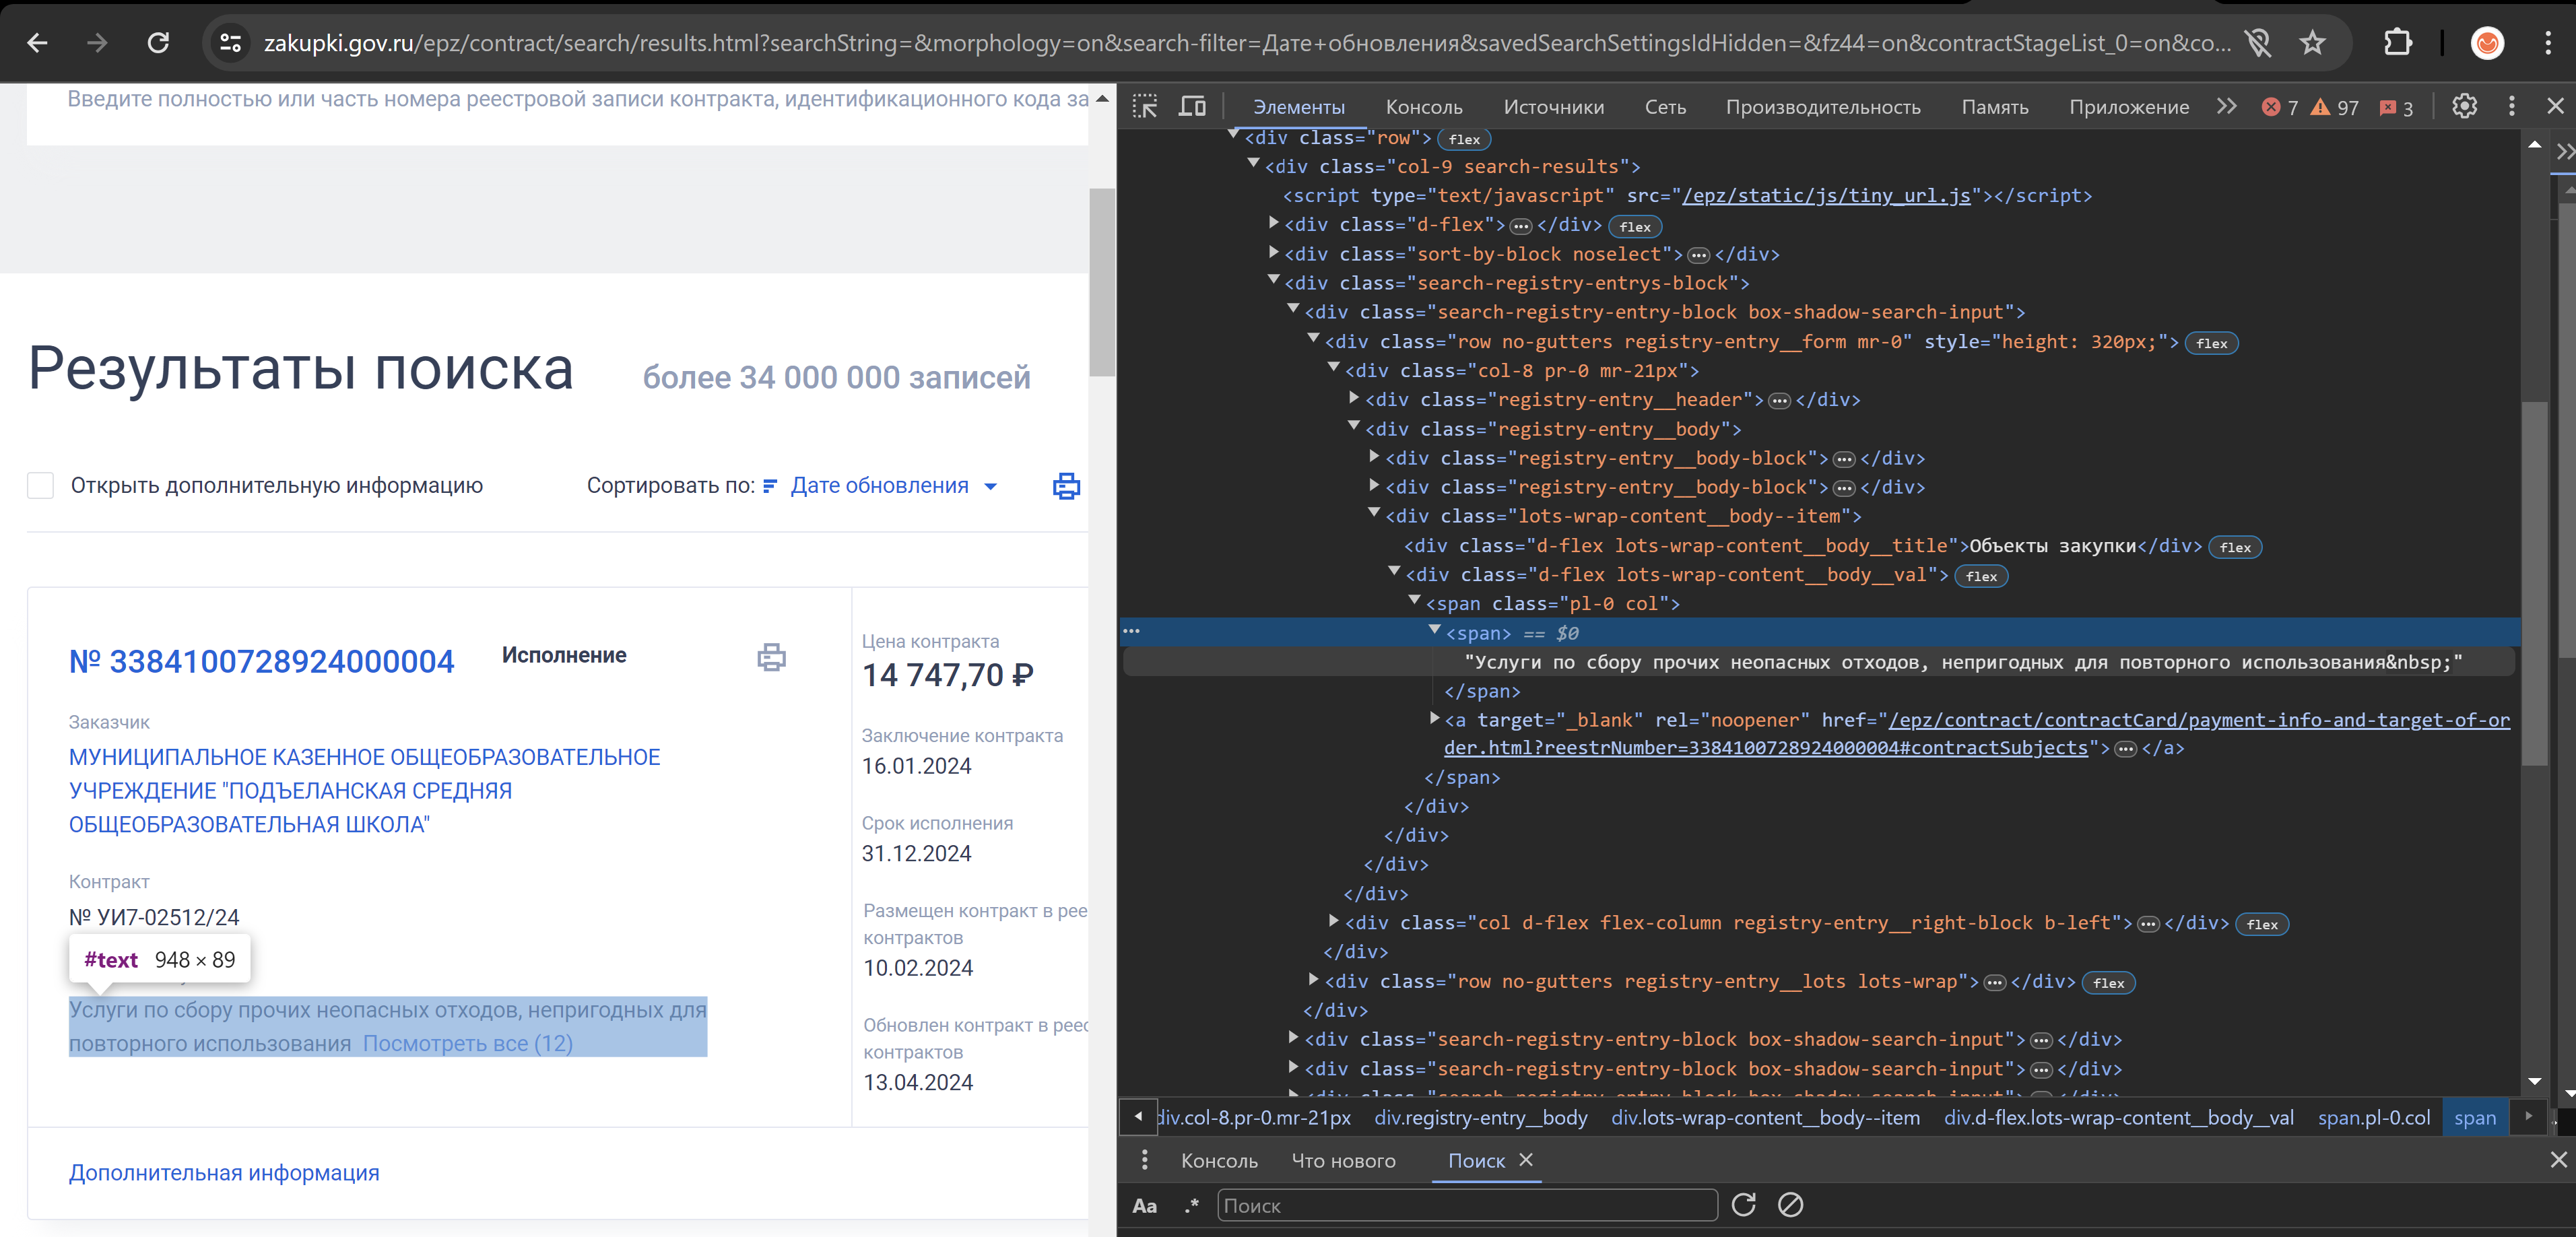 zakupki.gov.ru/epz/contract/search/results.html?searchString=&morphology=on&search-filter=Дате+обновления&savedSearchSettingsIdHidden=&fz44=on&contractStageList_0=on&co...
Введите полностью или часть номера реестровой записи контракта, идентификационного кода за
Результаты поиска
более 34 000 000 записей
Открыть дополнительную информацию
Сортировать по: Дате обновления
№ 3384100728924000004
Исполнение
Заказчик
МУНИЦИПАЛЬНОЕ КАЗЕННОЕ ОБЩЕОБРАЗОВАТЕЛЬНОЕ
УЧРЕЖДЕНИЕ "ПОДЪЕЛАНСКАЯ СРЕДНЯЯ
ОБЩЕОБРАЗОВАТЕЛЬНАЯ ШКОЛА"
Контракт
№ УИ7-02512/24
#text 948 × 89
Услуги по сбору прочих неопасных отходов, непригодных для
повторного использования Посмотреть все (12)
Дополнительная информация
Цена контракта
14 747,70 ₽
Заключение контракта
16.01.2024
Срок исполнения
31.12.2024
Размещен контракт в рее
контрактов
10.02.2024
Обновлен контракт в реес
контрактов
13.04.2024
Элементы Консоль Источники Сеть Производительность Память Приложение 7 97 3
<div class="row"> flex
<div class="col-9 search-results">
<script type="text/javascript" src="/epz/static/js/tiny_url.js"></script>
<div class="d-flex">…</div> flex
<div class="sort-by-block noselect">…</div>
<div class="search-registry-entrys-block">
<div class="search-registry-entry-block box-shadow-search-input">
<div class="row no-gutters registry-entry__form mr-0" style="height: 320px;"> flex
<div class="col-8 pr-0 mr-21px">
<div class="registry-entry__header">…</div>
<div class="registry-entry__body">
<div class="registry-entry__body-block">…</div>
<div class="registry-entry__body-block">…</div>
<div class="lots-wrap-content__body--item">
<div class="d-flex lots-wrap-content__body__title">Объекты закупки</div> flex
<div class="d-flex lots-wrap-content__body__val"> flex
<span class="pl-0 col">
<span> == $0
"Услуги по сбору прочих неопасных отходов, непригодных для повторного использования&nbsp;"
</span>
<a target="_blank" rel="noopener" href="/epz/contract/contractCard/payment-info-and-target-of-or
der.html?reestrNumber=3384100728924000004#contractSubjects">…</a>
</span>
</div>
</div>
</div>
</div>
<div class="col d-flex flex-column registry-entry__right-block b-left">…</div> flex
</div>
<div class="row no-gutters registry-entry__lots lots-wrap">…</div> flex
</div>
<div class="search-registry-entry-block box-shadow-search-input">…</div>
<div class="search-registry-entry-block box-shadow-search-input">…</div>
<div class="search-registry-entry-block box-shadow-search-input">…</div>
div.col-8.pr-0.mr-21px div.registry-entry__body div.lots-wrap-content__body--item div.d-flex.lots-wrap-content__body__val span.pl-0.col span
Консоль Что нового Поиск
Aa .* Поиск